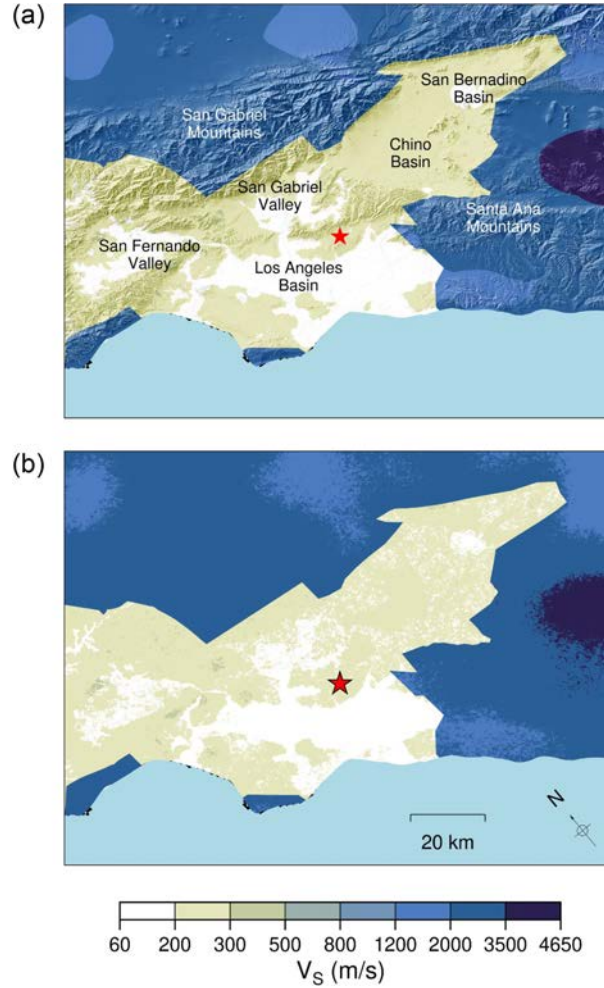 (a)
San Bernadino
Basin
San Gabriel
Mountains
Chino
Basin
San Gabriel
Valley
Santa Ana
Mountains
San Fernando
Valley
Los Angeles
Basin
(b)
N
20 km
60 200 300 500 800 1200 2000 3500 4650
VS (m/s)